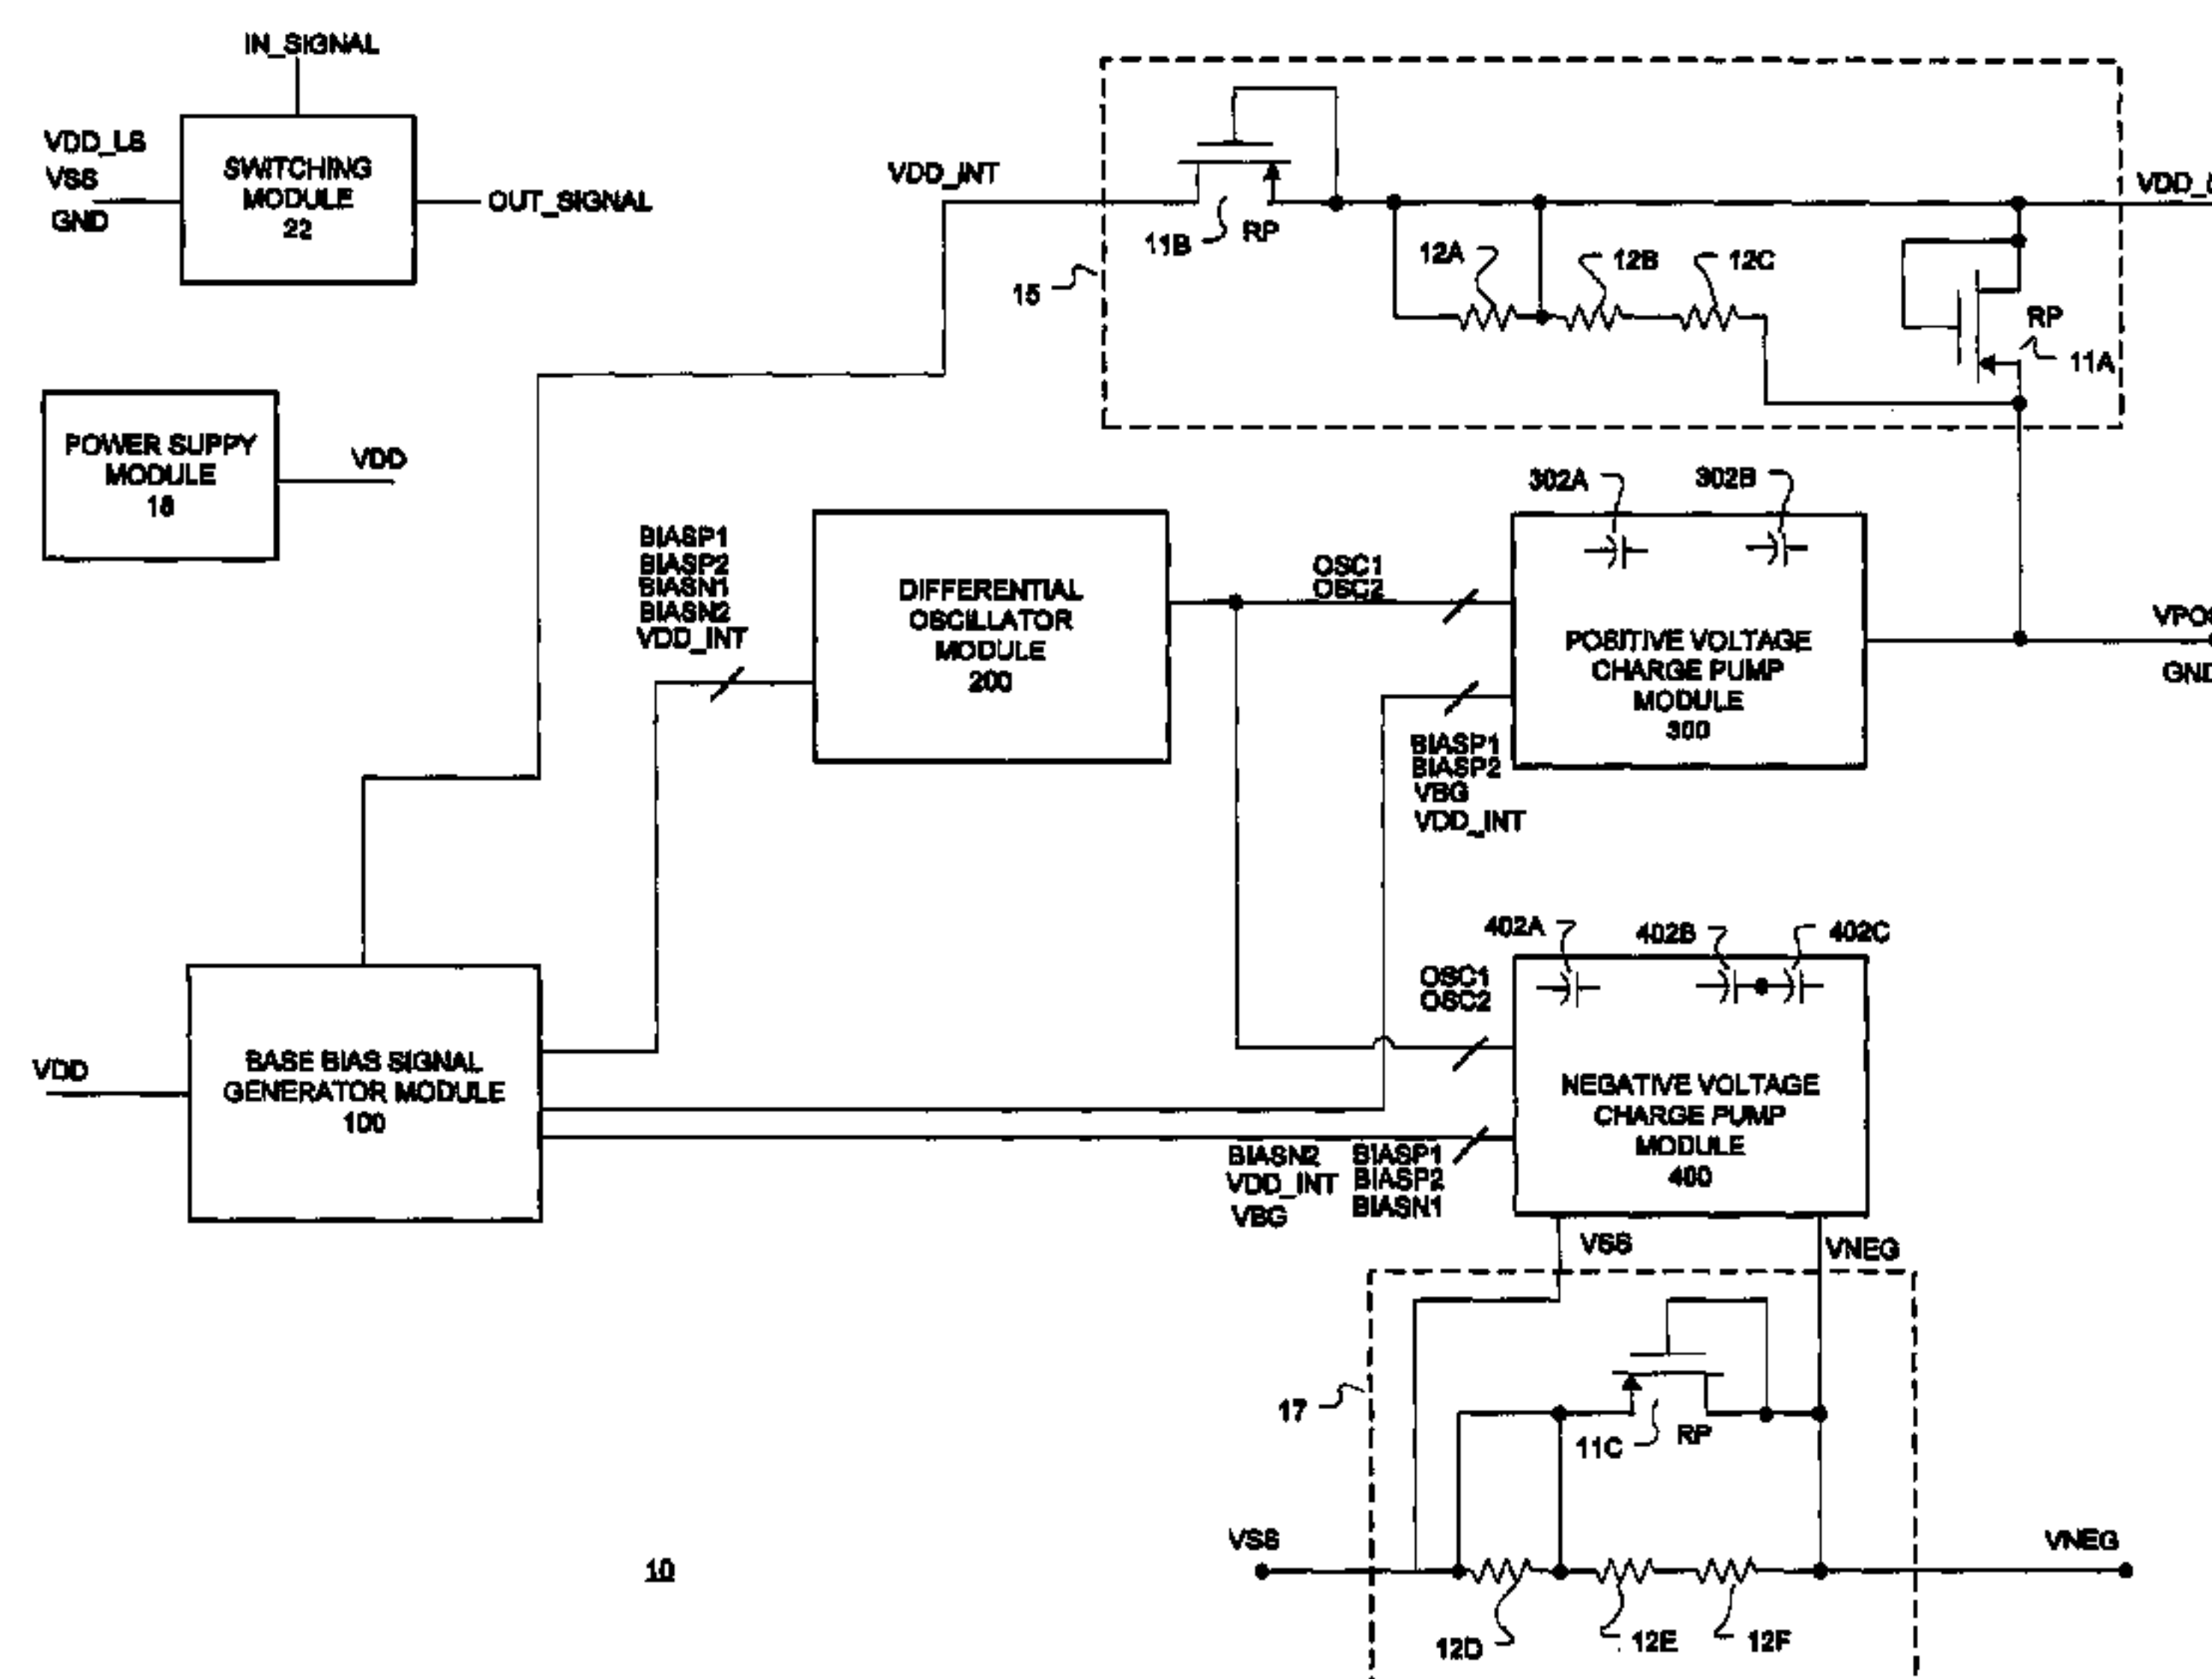 IN_SIGNAL
VDD_LS
VSS
GND
SWITCHING
MODULE
22
OUT_SIGNAL
POWER SUPPY
MODULE
VDD
VDD_INT
11B
RP
12A
12B
12C
15
RP
11A
BIASP1
BIASP2
BIASN1
BIASN2
VDD_INT
DIFFERENTIAL
OSCILLATOR
MODULE
200
OSC1
OSC2
302A
302B
POSITIVE VOLTAGE
CHARGE PUMP
MODULE
300
GND
BIASP1
BIASP2
VBG
VDD_INT
VDD
BASE BIAS SIGNAL
GENERATOR MODULE
100
402A
402B
402C
OSC1
OSC2
NEGATIVE VOLTAGE
CHARGE PUMP
MODULE
400
BIASN2
VDD_INT
VBG
BIASP1
BIASP2
BIASN1
VSS
VNEG
17
11C
RP
VSS
VNEG
12D
12E
12F
10